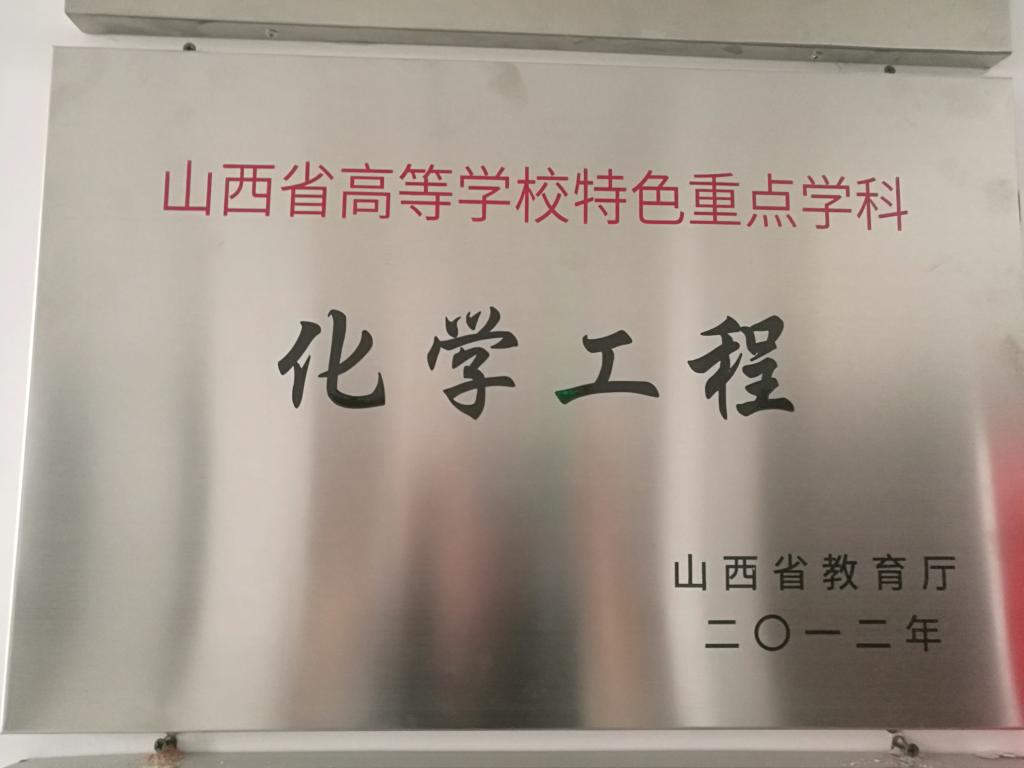 山西省高等学校特色重点学科
化学工程
山西省教育厅
二〇一二年